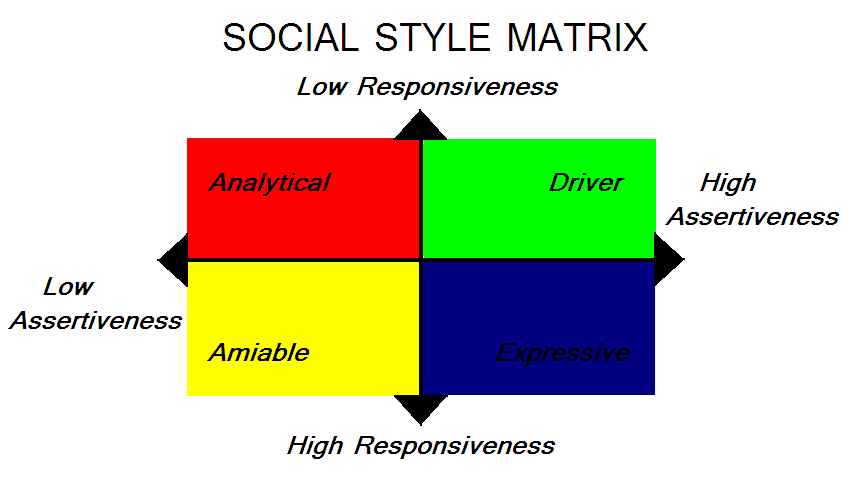 SOCIAL STYLE MATRIX
Low Responsiveness
Analytical
Driver
High
Assertiveness
Low
Assertiveness
Amiable
Expressive
High Responsiveness